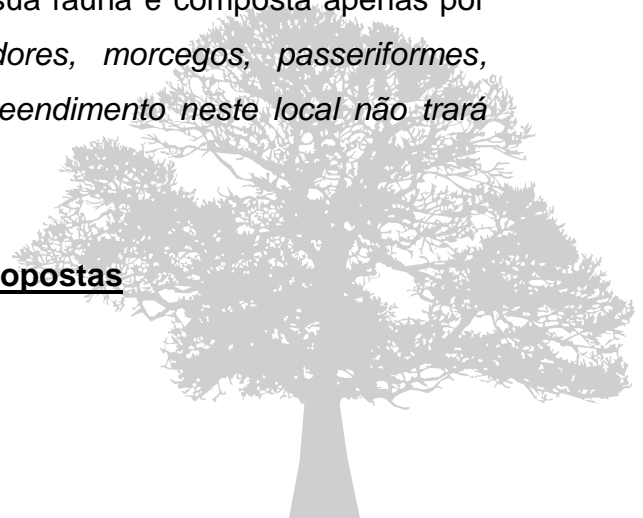 sua fauna é composta apenas por
dores, morcegos, passeriformes,
eendimento neste local não trará
opostas